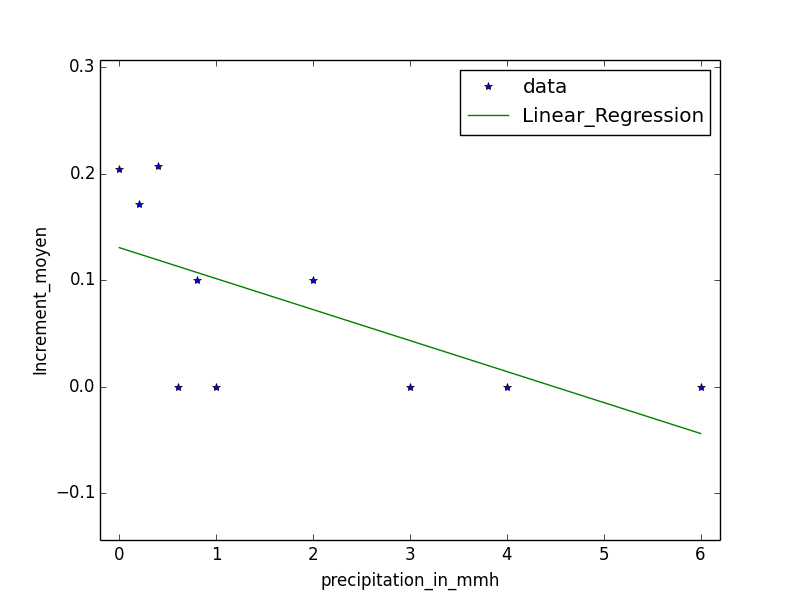 0.3
0.2
0.1
0.0
−0.1
Increment_moyen
data
Linear_Regression
0 1 2 3 4 5 6
precipitation_in_mmh